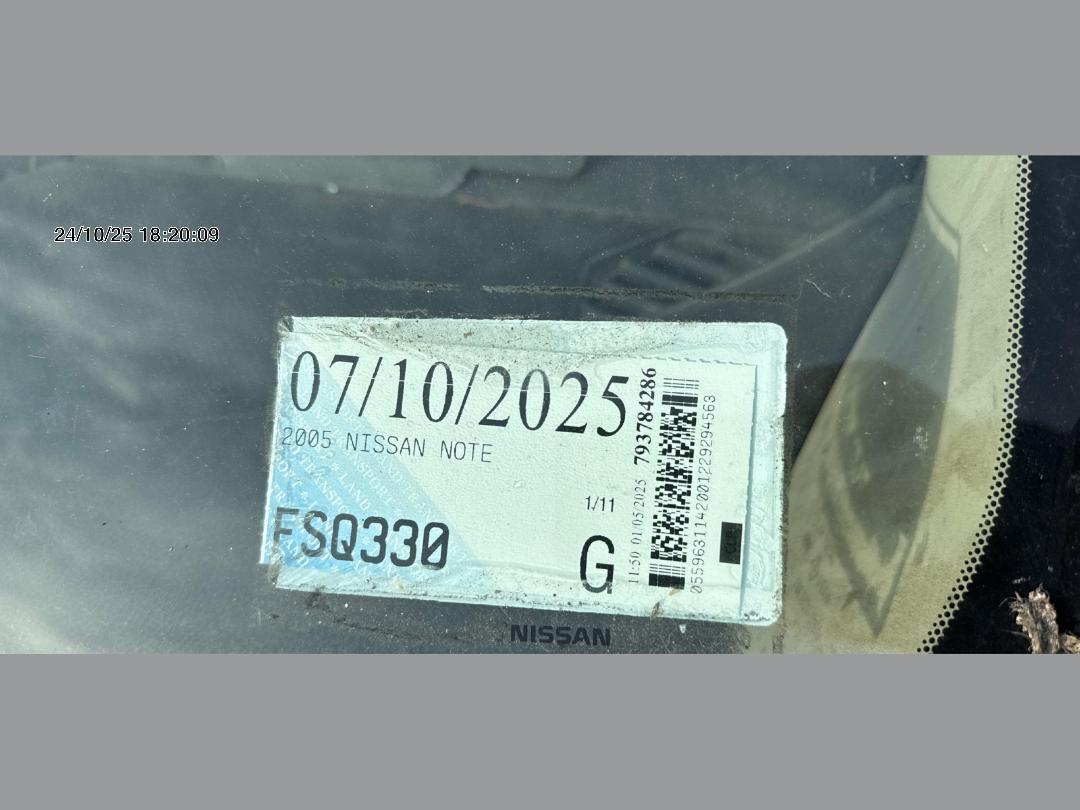 24/10/25 18:20:09
07/10/2025
2005 NISSAN NOTE
1/11
FSQ330
G
11:50 01/05/2025 793784286
0559631142001229294563
NISSAN